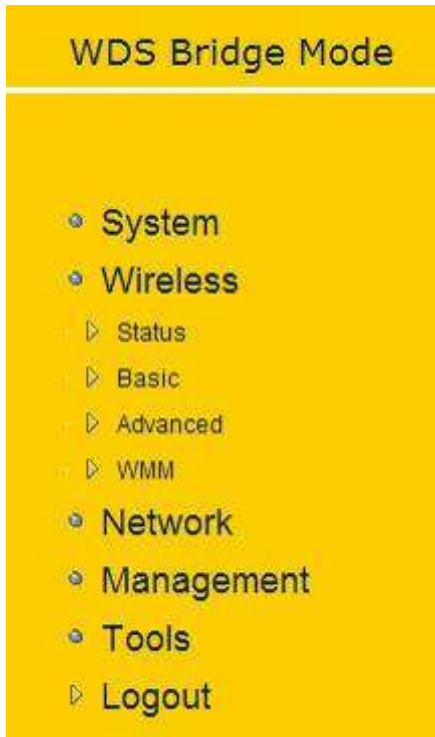 WDS Bridge Mode
System
Wireless
Status
Basic
Advanced
WMM
Network
Management
Tools
Logout